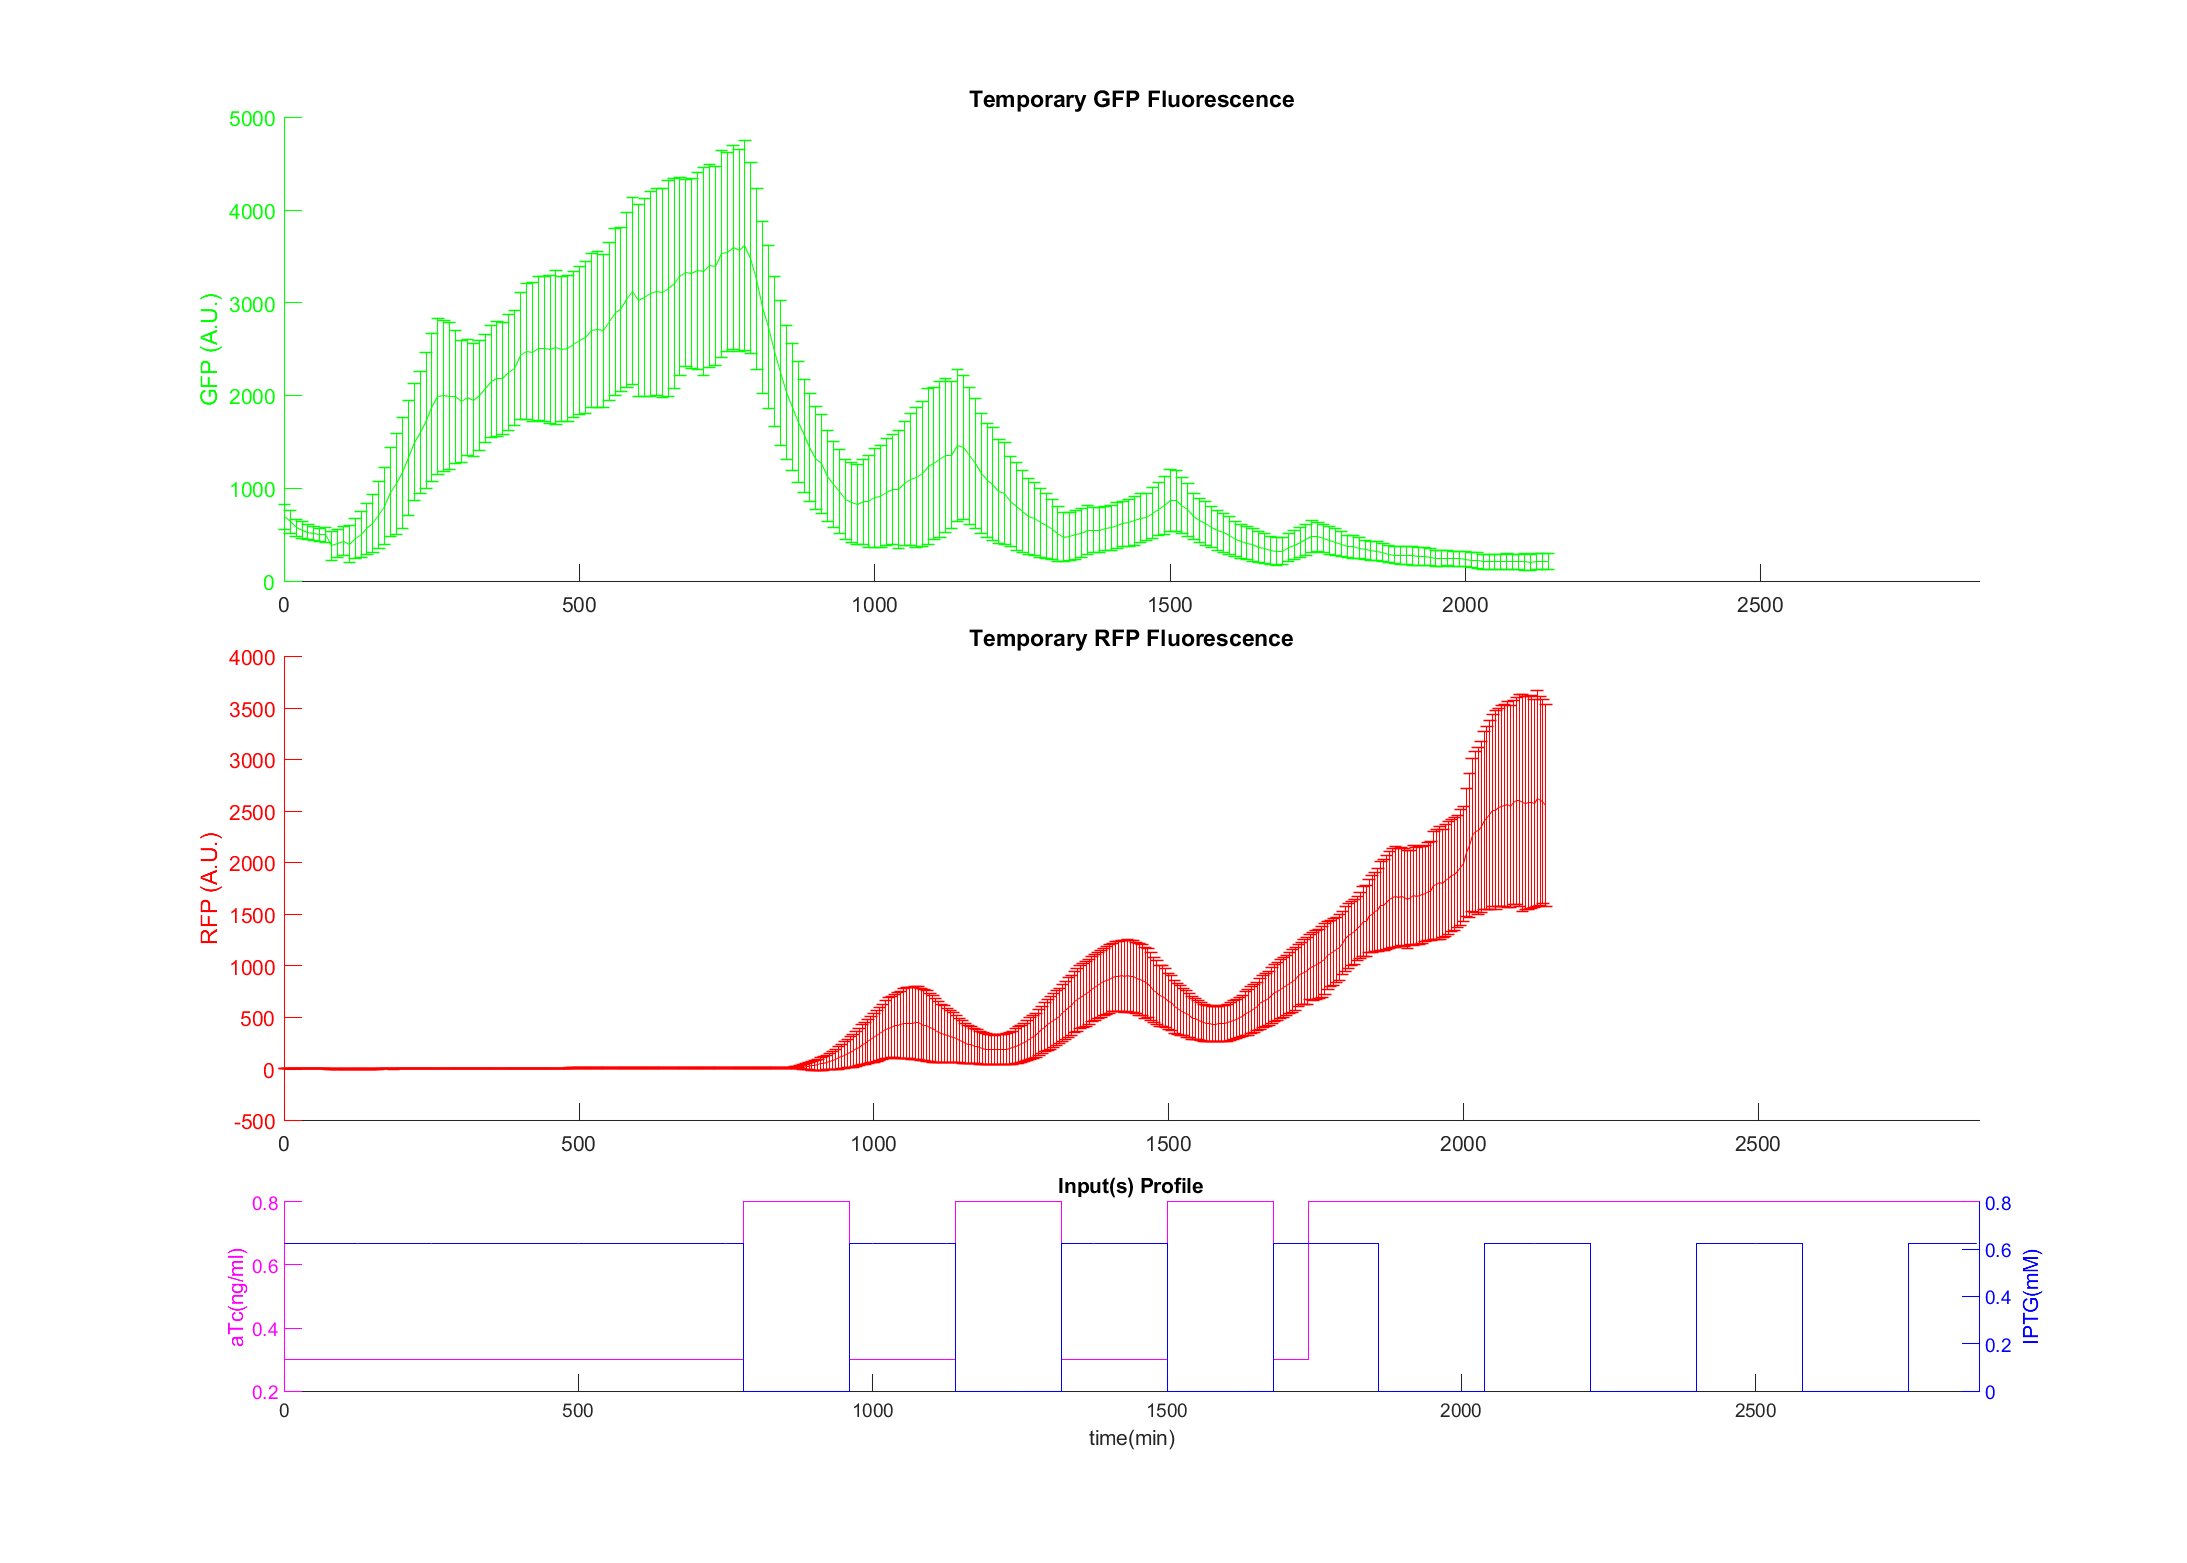 Temporary GFP Fluorescence
5000
4000
3000
2000
1000
0
GFP (A.U.)
0 500 1000 1500 2000 2500
Temporary RFP Fluorescence
4000
3500
3000
2500
2000
1500
1000
500
0
-500
RFP (A.U.)
0 500 1000 1500 2000 2500
Input(s) Profile
0.8
0.6
0.4
0.2
aTc(ng/ml)
0.8
0.6
0.4
0.2
0
IPTG(mM)
0 500 1000 1500 2000 2500
time(min)